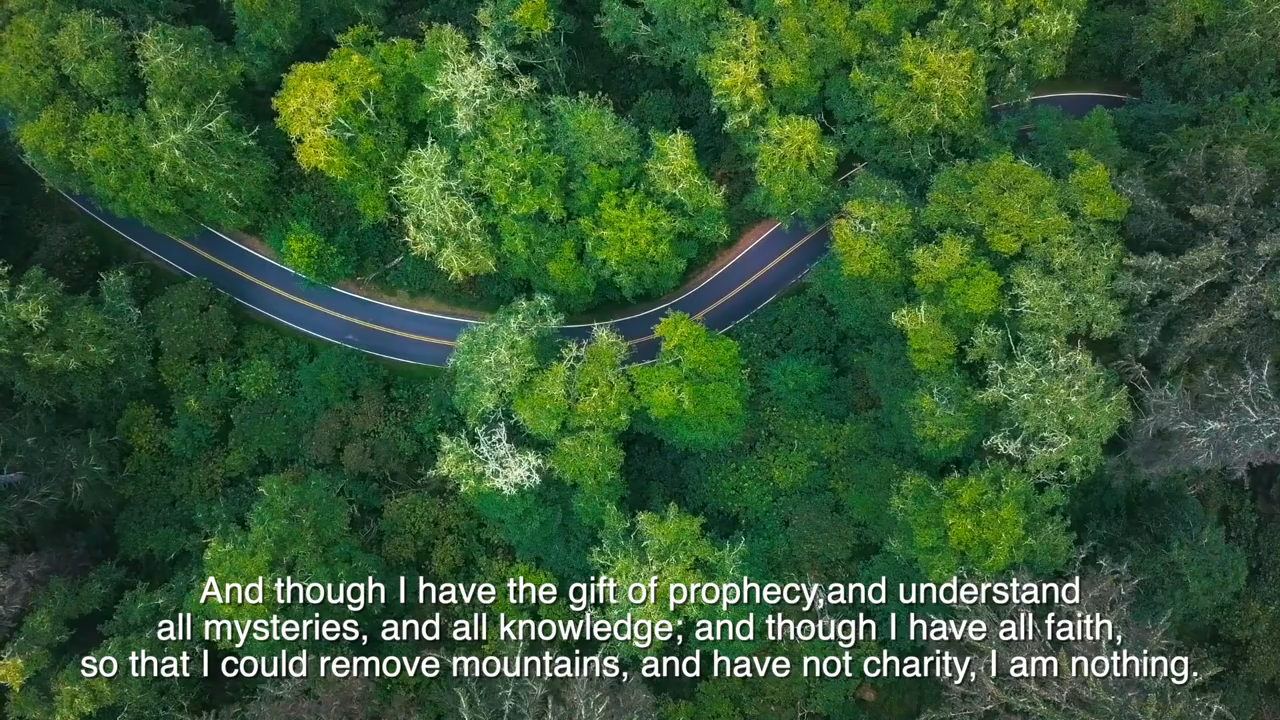 And though I have the gift of prophecy,and understand
all mysteries, and all knowledge; and though I have all faith,
so that I could remove mountains, and have not charity, I am nothing.